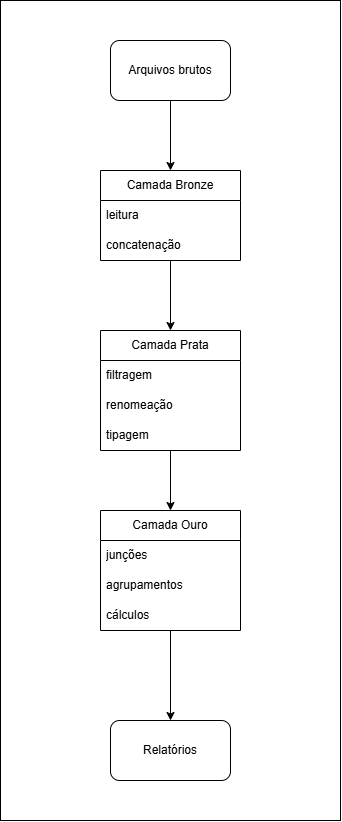 Arquivos brutos
Camada Bronze
leitura
concatenação
Camada Prata
filtragem
renomeação
tipagem
Camada Ouro
junções
agrupamentos
cálculos
Relatórios